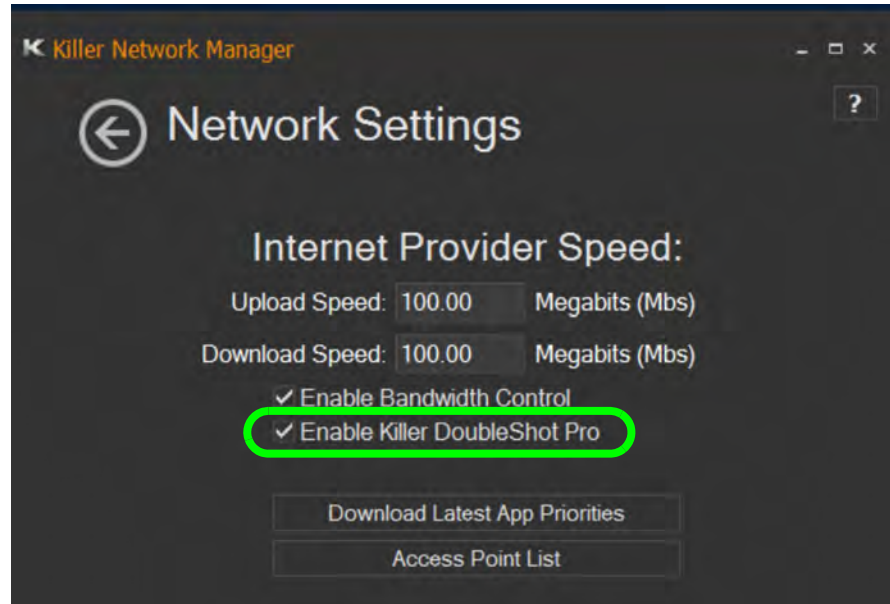 Killer Network Manager
?
Network Settings
Internet Provider Speed:
Upload Speed: 100.00 Megabits (Mbs)
Download Speed: 100.00 Megabits (Mbs)
Enable Bandwidth Control
Enable Killer DoubleShot Pro
Download Latest App Priorities
Access Point List